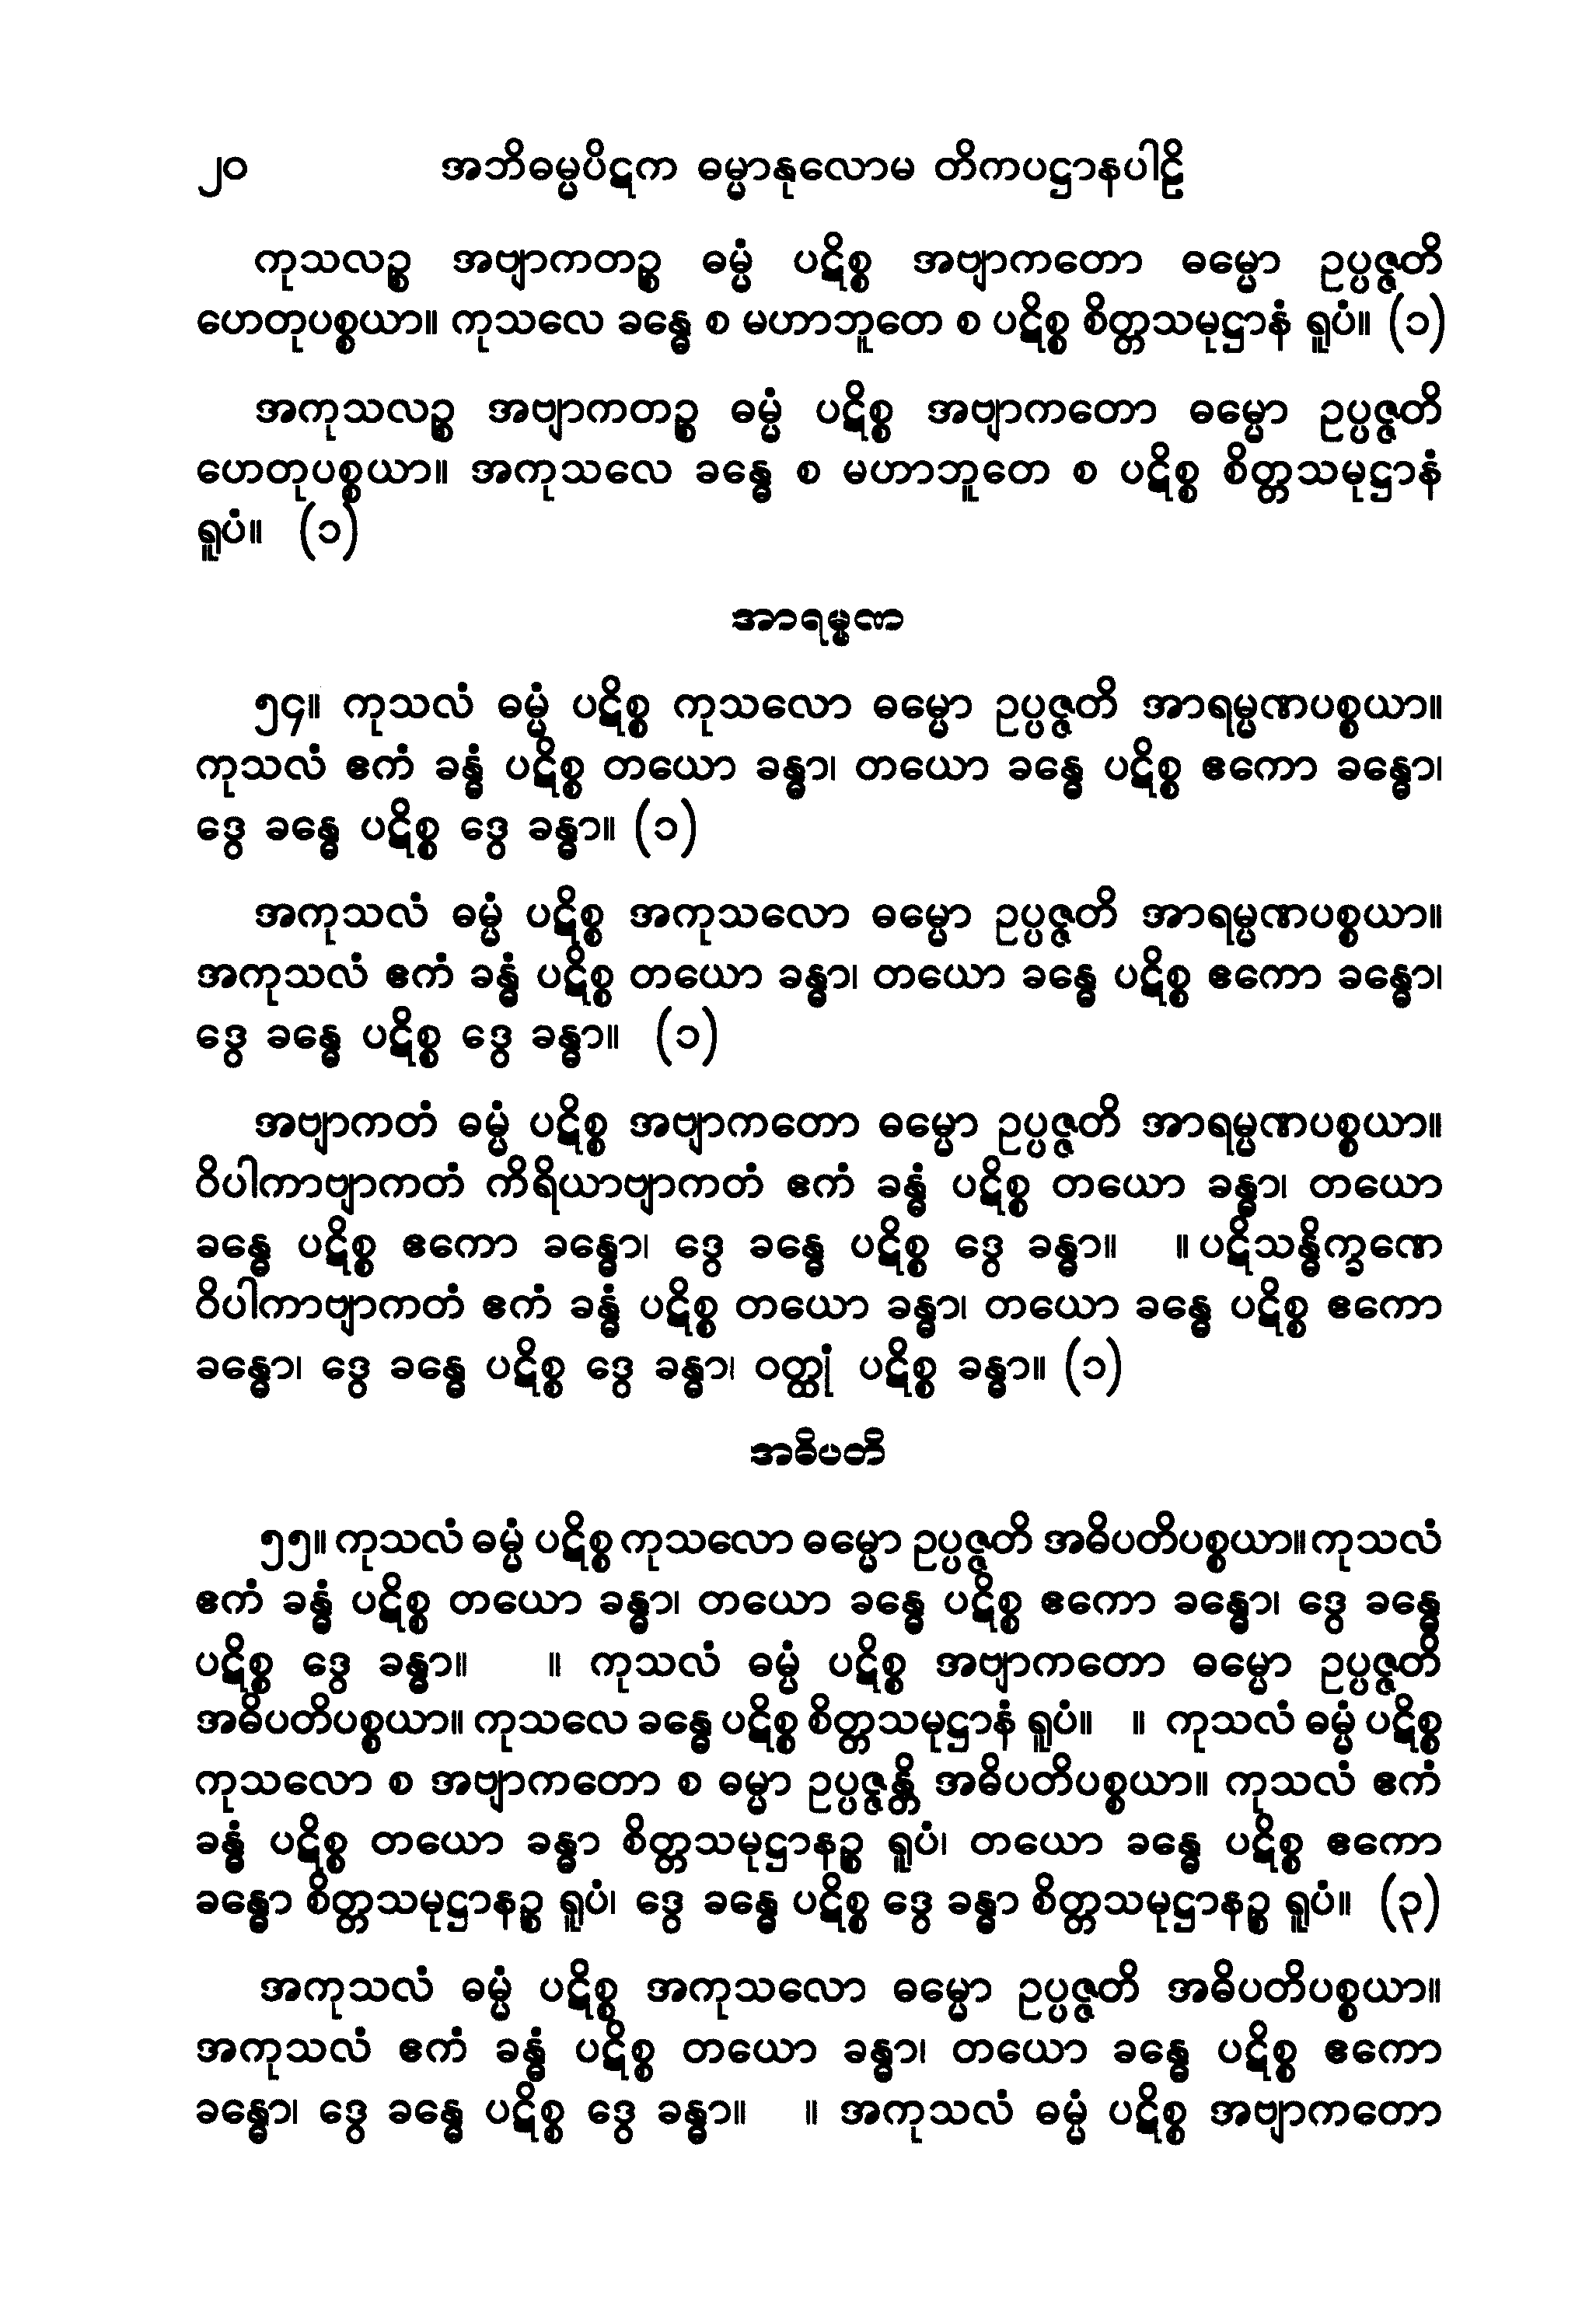 ၂၀ အဘိဓမ္မပိဋက ဓမ္မာနုလောမ တိကပဋ္ဌာနပါဠိ
ကုသလဉ္စ အဗျာကတဉ္စ ဓမ္မံ ပဋိစ္စ အဗျာကတော ဓမ္မော ဥပ္ပဇ္ဇတိ
ဟေတုပစ္စယာ။ ကုသလေ ခန္ဓေ စ မဟာဘူတေ စ ပဋိစ္စ စိတ္တသမုဋ္ဌာနံ ရူပံ။ (၁)
အကုသလဉ္စ အဗျာကတဉ္စ ဓမ္မံ ပဋိစ္စ အဗျာကတော ဓမ္မော ဥပ္ပဇ္ဇတိ
ဟေတုပစ္စယာ။ အကုသလေ ခန္ဓေ စ မဟာဘူတေ စ ပဋိစ္စ စိတ္တသမုဋ္ဌာနံ
ရူပံ။ (၁)
အာရမ္မဏ
၅၄။ ကုသလံ ဓမ္မံ ပဋိစ္စ ကုသလော ဓမ္မော ဥပ္ပဇ္ဇတိ အာရမ္မဏပစ္စယာ။
ကုသလံ ဧကံ ခန္ဓံ ပဋိစ္စ တယော ခန္ဓာ၊ တယော ခန္ဓေ ပဋိစ္စ ဧကော ခန္ဓော၊
ဒွေ ခန္ဓေ ပဋိစ္စ ဒွေ ခန္ဓာ။ (၁)
အကုသလံ ဓမ္မံ ပဋိစ္စ အကုသလော ဓမ္မော ဥပ္ပဇ္ဇတိ အာရမ္မဏပစ္စယာ။
အကုသလံ ဧကံ ခန္ဓံ ပဋိစ္စ တယော ခန္ဓာ၊ တယော ခန္ဓေ ပဋိစ္စ ဧကော ခန္ဓော၊
ဒွေ ခန္ဓေ ပဋိစ္စ ဒွေ ခန္ဓာ။ (၁)
အဗျာကတံ ဓမ္မံ ပဋိစ္စ အဗျာကတော ဓမ္မော ဥပ္ပဇ္ဇတိ အာရမ္မဏပစ္စယာ။
ဝိပါကာဗျာကတံ ကိရိယာဗျာကတံ ဧကံ ခန္ဓံ ပဋိစ္စ တယော ခန္ဓာ၊ တယော
ခန္ဓေ ပဋိစ္စ ဧကော ခန္ဓော၊ ဒွေ ခန္ဓေ ပဋိစ္စ ဒွေ ခန္ဓာ။ ။ ပဋိသန္ဓိက္ခဏေ
ဝိပါကာဗျာကတံ ဧကံ ခန္ဓံ ပဋိစ္စ တယော ခန္ဓာ၊ တယော ခန္ဓေ ပဋိစ္စ ဧကော
ခန္ဓော၊ ဒွေ ခန္ဓေ ပဋိစ္စ ဒွေ ခန္ဓာ၊ ဝတ္ထုံ ပဋိစ္စ ခန္ဓာ။ (၁)
အဓိပတိ
၅၅။ ကုသလံ ဓမ္မံ ပဋိစ္စ ကုသလော ဓမ္မော ဥပ္ပဇ္ဇတိ အဓိပတိပစ္စယာ။ ကုသလံ
ဧကံ ခန္ဓံ ပဋိစ္စ တယော ခန္ဓာ၊ တယော ခန္ဓေ ပဋိစ္စ ဧကော ခန္ဓော၊ ဒွေ ခန္ဓေ
ပဋိစ္စ ဒွေ ခန္ဓာ။ ။ ကုသလံ ဓမ္မံ ပဋိစ္စ အဗျာကတော ဓမ္မော ဥပ္ပဇ္ဇတိ
အဓိပတိပစ္စယာ။ ကုသလေ ခန္ဓေ ပဋိစ္စ စိတ္တသမုဋ္ဌာနံ ရူပံ။ ။ ကုသလံ ဓမ္မံ ပဋိစ္စ
ကုသလော စ အဗျာကတော စ ဓမ္မာ ဥပ္ပဇ္ဇန္တိ အဓိပတိပစ္စယာ။ ကုသလံ ဧကံ
ခန္ဓံ ပဋိစ္စ တယော ခန္ဓာ စိတ္တသမုဋ္ဌာနဉ္စ ရူပံ၊ တယော ခန္ဓေ ပဋိစ္စ ဧကော
ခန္ဓော စိတ္တသမုဋ္ဌာနဉ္စ ရူပံ၊ ဒွေ ခန္ဓေ ပဋိစ္စ ဒွေ ခန္ဓာ စိတ္တသမုဋ္ဌာနဉ္စ ရူပံ။ (၃)
အကုသလံ ဓမ္မံ ပဋိစ္စ အကုသလော ဓမ္မော ဥပ္ပဇ္ဇတိ အဓိပတိပစ္စယာ။
အကုသလံ ဧကံ ခန္ဓံ ပဋိစ္စ တယော ခန္ဓာ၊ တယော ခန္ဓေ ပဋိစ္စ ဧကော
ခန္ဓော၊ ဒွေ ခန္ဓေ ပဋိစ္စ ဒွေ ခန္ဓာ။ ။ အကုသလံ ဓမ္မံ ပဋိစ္စ အဗျာကတော